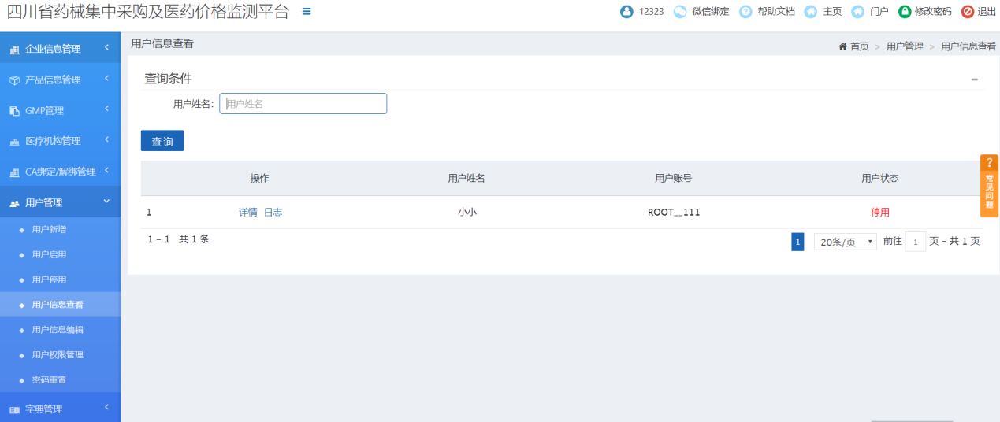 四川省药械集中采购及医药价格监测平台
12323 微信绑定 帮助文档 主页 门户 修改密码 退出
企业信息管理
产品信息管理
GMP管理
医疗机构管理
CA绑定/解绑管理
用户管理
用户新增
用户启用
用户停用
用户信息查看
用户信息编辑
用户权限管理
密码重置
字典管理
用户信息查看
首页 > 用户管理 > 用户信息查看
查询条件
用户姓名: 用户姓名
查询
操作 用户姓名 用户账号 用户状态
1 详情 日志 小小 ROOT__111 停用
1 - 1 共 1 条
1 20条/页 前往 1 页 - 共 1 页
?
常见问题